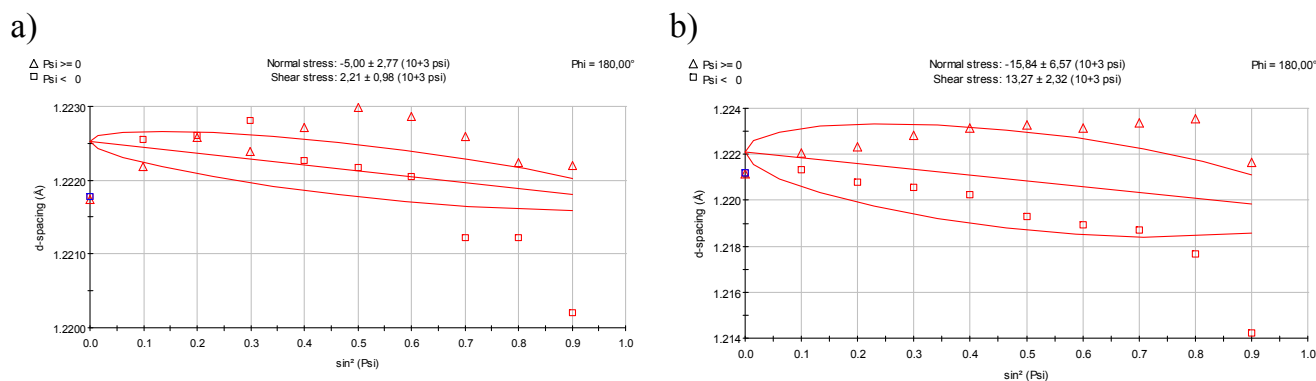 a)
Psi >= 0
Psi < 0
Normal stress: -5,00 ± 2,77 (10+3 psi)
Shear stress: 2,21 ± 0,98 (10+3 psi)
Phi = 180,00°
1.2230
1.2220
1.2210
1.2200
d-spacing (Å)
0.0 0.1 0.2 0.3 0.4 0.5 0.6 0.7 0.8 0.9 1.0
sin² (Psi)
b)
Psi >= 0
Psi < 0
Normal stress: -15,84 ± 6,57 (10+3 psi)
Shear stress: 13,27 ± 2,32 (10+3 psi)
Phi = 180,00°
1.224
1.222
1.220
1.218
1.216
1.214
d-spacing (Å)
0.0 0.1 0.2 0.3 0.4 0.5 0.6 0.7 0.8 0.9 1.0
sin² (Psi)